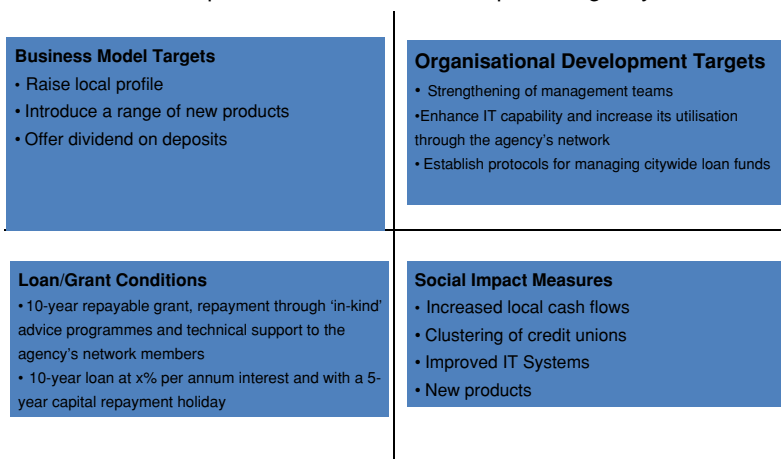 Business Model Targets
• Raise local profile
• Introduce a range of new products
• Offer dividend on deposits
Organisational Development Targets
• Strengthening of management teams
•Enhance IT capability and increase its utilisation
through the agency's network
• Establish protocols for managing citywide loan funds
Loan/Grant Conditions
• 10-year repayable grant, repayment through ‘in-kind’
advice programmes and technical support to the
agency's network members
• 10-year loan at x% per annum interest and with a 5-
year capital repayment holiday
Social Impact Measures
• Increased local cash flows
• Clustering of credit unions
• Improved IT Systems
• New products